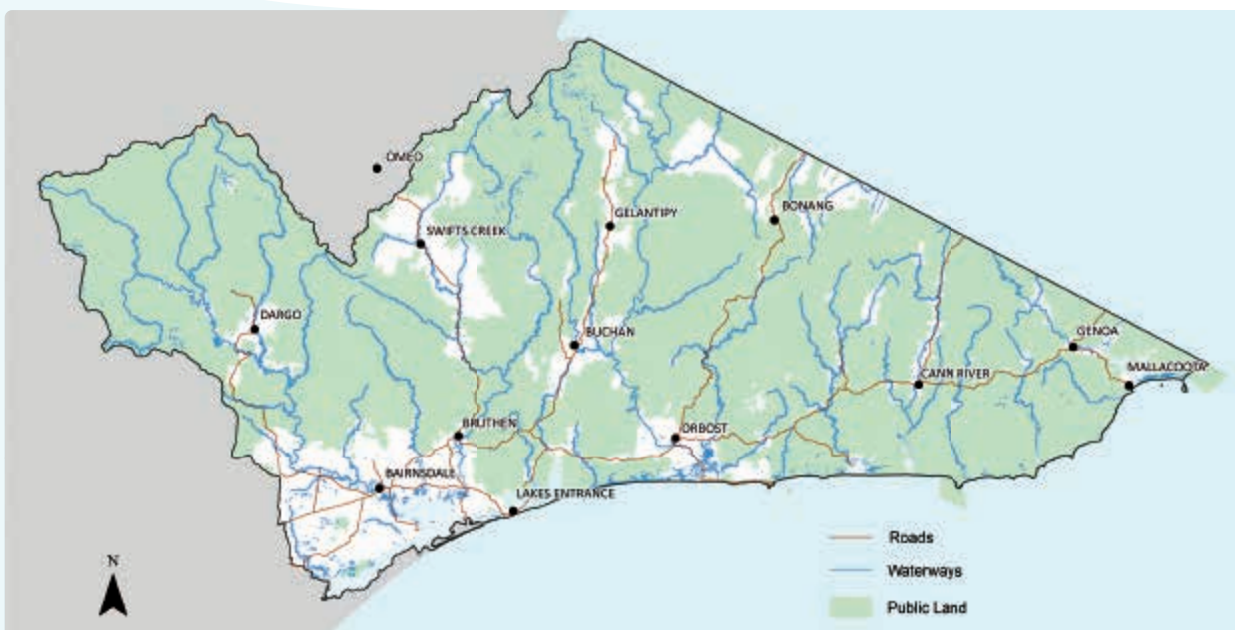 OMEO
SWIFTS CREEK
GELANTIPY
BONANG
DARGO
BUCHAN
GENOA
CANN RIVER
MALLACOOTA
BRUTHEN
ORBOST
BAIRNSDALE
LAKES ENTRANCE
Roads
Waterways
Public Land
N